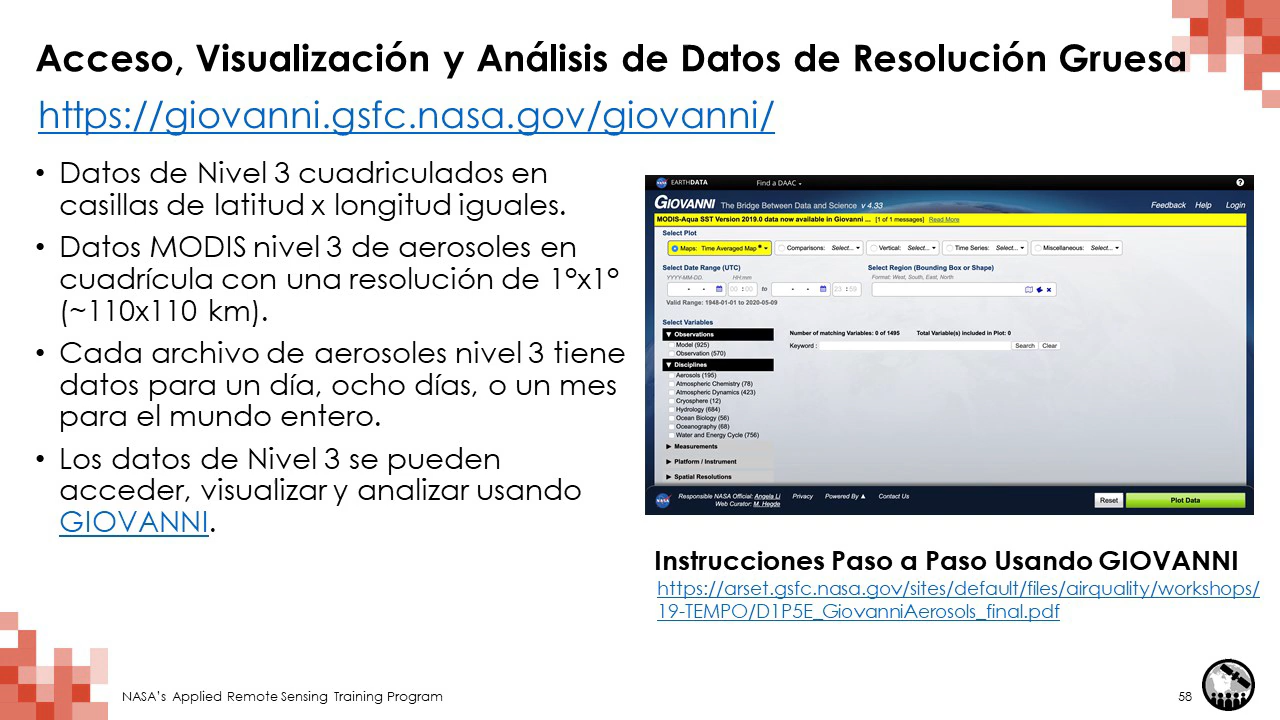 Acceso, Visualización y Análisis de Datos de Resolución Gruesa
https://giovanni.gsfc.nasa.gov/giovanni/
• Datos de Nivel 3 cuadriculados en
casillas de latitud x longitud iguales.
• Datos MODIS nivel 3 de aerosoles en
cuadrícula con una resolución de 1°x1°
(~110x110 km).
• Cada archivo de aerosoles nivel 3 tiene
datos para un día, ocho días, o un mes
para el mundo entero.
• Los datos de Nivel 3 se pueden
acceder, visualizar y analizar usando
GIOVANNI.
EARTHDATA Find a DAAC
GIOVANNI The Bridge Between Data and Science v 4.33 Feedback Help Login
MODIS-Aqua SST Version 2019.0 data now available in Giovanni ... [1 of 1 messages] Read More
Select Plot
Maps: Time Averaged Map* Comparisons: Select... Vertical: Select... Time Series: Select... Miscellaneous: Select...
Select Date Range (UTC) Select Region (Bounding Box or Shape)
YYYY-MM-DD HH:mm Format: West, South, East, North
- - 00 : 00 to - - 23 : 59
Valid Range: 1948-01-01 to 2020-05-09
Select Variables
▼ Observations Number of matching Variables: 0 of 1495 Total Variable(s) included in Plot: 0
Model (925) Keyword : Search Clear
Observation (570)
▼ Disciplines
Aerosols (195)
Atmospheric Chemistry (78)
Atmospheric Dynamics (423)
Cryosphere (12)
Hydrology (684)
Ocean Biology (56)
Oceanography (68)
Water and Energy Cycle (756)
▶ Measurements
▶ Platform / Instrument
▶ Spatial Resolutions
Responsible NASA Official: Angela Li Privacy Powered By ▲ Contact Us
Web Curator: M. Hegde
Reset Plot Data
Instrucciones Paso a Paso Usando GIOVANNI
https://arset.gsfc.nasa.gov/sites/default/files/airquality/workshops/
19-TEMPO/D1P5E_GiovanniAerosols_final.pdf
NASA's Applied Remote Sensing Training Program 58